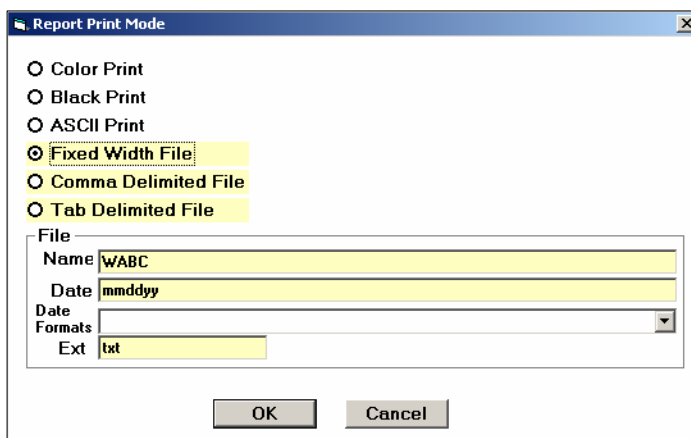 Report Print Mode
Color Print
Black Print
ASCII Print
Fixed Width File
Comma Delimited File
Tab Delimited File
File
Name WABC
Date mmddyy
Date
Formats
Ext txt
OK Cancel